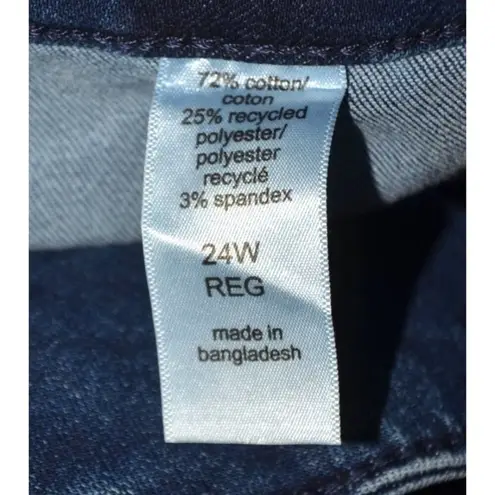 72% cotton/
coton
25% recycled
polyester/
polyester
recyclé
3% spandex
24W
REG
made in
bangladesh